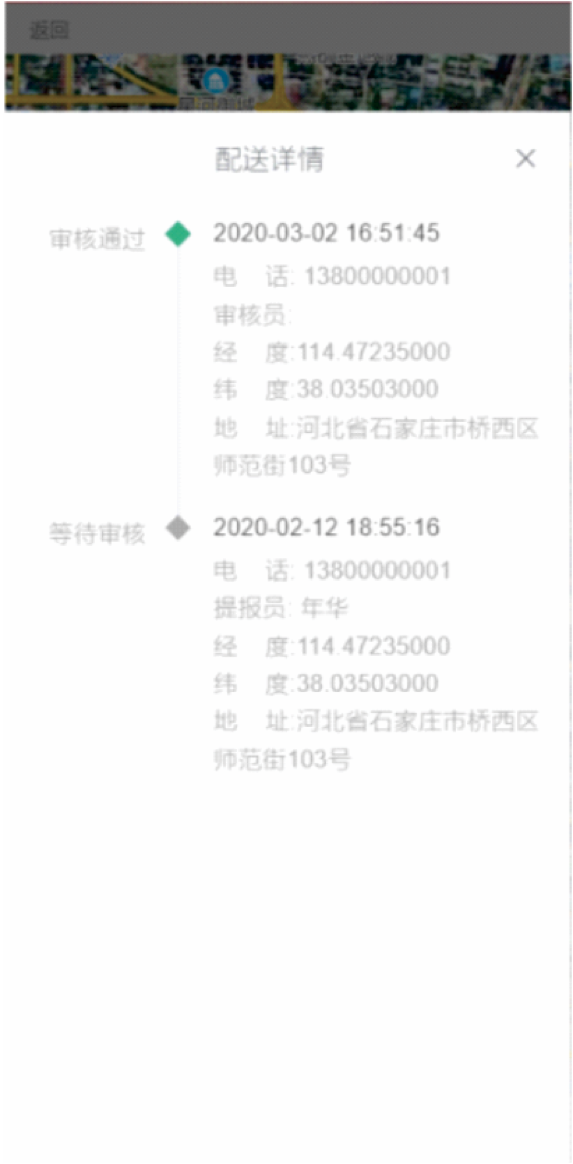 返回
配送详情
审核通过
2020-03-02 16:51:45
电 话: 13800000001
审核员:
经 度:114.47235000
纬 度:38.03503000
地 址:河北省石家庄市桥西区
师范街103号
等待审核
2020-02-12 18:55:16
电 话: 13800000001
提报员: 年华
经 度:114.47235000
纬 度:38.03503000
地 址:河北省石家庄市桥西区
师范街103号